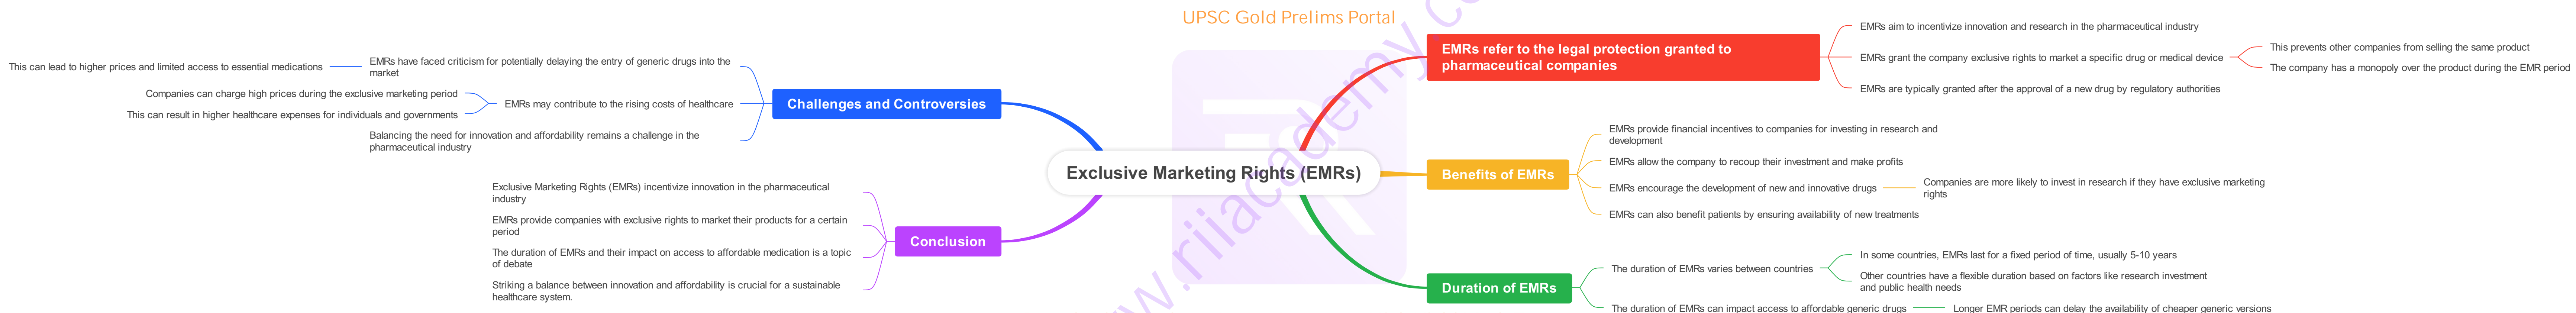 UPSC Gold Prelims Portal
Exclusive Marketing Rights (EMRs)
EMRs refer to the legal protection granted to
pharmaceutical companies
EMRs aim to incentivize innovation and research in the pharmaceutical industry
EMRs grant the company exclusive rights to market a specific drug or medical device
This prevents other companies from selling the same product
The company has a monopoly over the product during the EMR period
EMRs are typically granted after the approval of a new drug by regulatory authorities
Benefits of EMRs
EMRs provide financial incentives to companies for investing in research and
development
EMRs allow the company to recoup their investment and make profits
EMRs encourage the development of new and innovative drugs
Companies are more likely to invest in research if they have exclusive marketing
rights
EMRs can also benefit patients by ensuring availability of new treatments
Duration of EMRs
The duration of EMRs varies between countries
In some countries, EMRs last for a fixed period of time, usually 5-10 years
Other countries have a flexible duration based on factors like research investment
and public health needs
The duration of EMRs can impact access to affordable generic drugs
Longer EMR periods can delay the availability of cheaper generic versions
Challenges and Controversies
EMRs have faced criticism for potentially delaying the entry of generic drugs into the
market
This can lead to higher prices and limited access to essential medications
EMRs may contribute to the rising costs of healthcare
Companies can charge high prices during the exclusive marketing period
This can result in higher healthcare expenses for individuals and governments
Balancing the need for innovation and affordability remains a challenge in the
pharmaceutical industry
Conclusion
Exclusive Marketing Rights (EMRs) incentivize innovation in the pharmaceutical
industry
EMRs provide companies with exclusive rights to market their products for a certain
period
The duration of EMRs and their impact on access to affordable medication is a topic
of debate
Striking a balance between innovation and affordability is crucial for a sustainable
healthcare system.